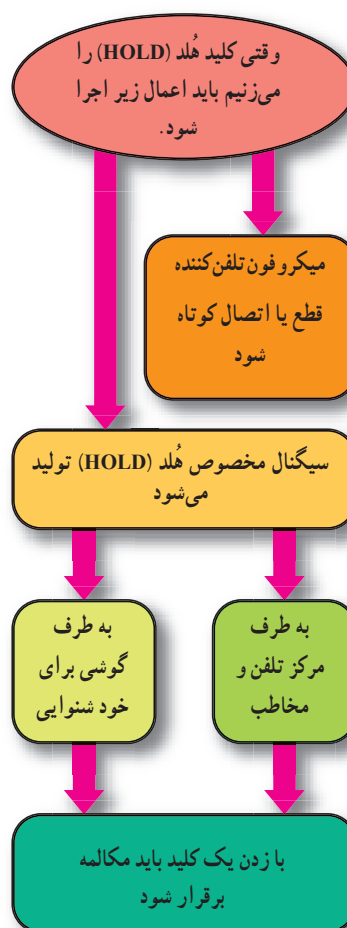 وقتی کلید هُلد (HOLD) را
می‌زنیم باید اعمال زیر اجرا
شود.
میکروفون تلفن‌کننده
قطع یا اتصال کوتاه
شود
سیگنال مخصوص هُلد (HOLD) تولید
می‌شود
به طرف
مرکز تلفن و
مخاطب
به طرف
گوشی برای
خود شنوایی
با زدن یک کلید باید مکالمه
برقرار شود